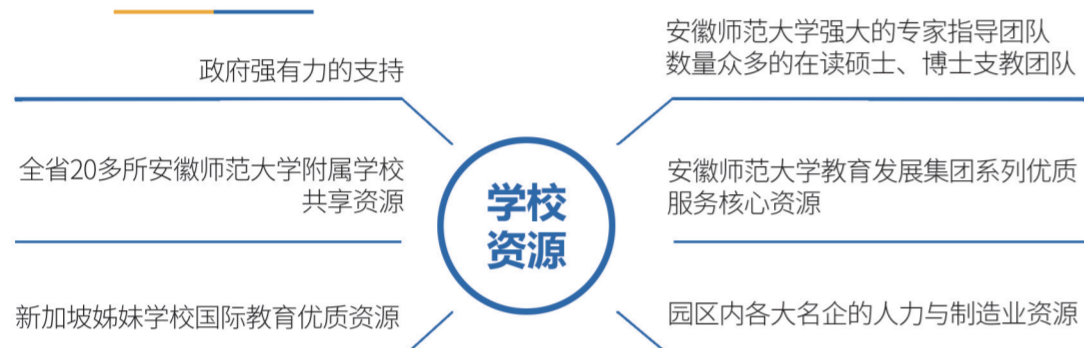 政府强有力的支持
全省20多所安徽师范大学附属学校
共享资源
新加坡姊妹学校国际教育优质资源
学校
资源
安徽师范大学强大的专家指导团队
数量众多的在读硕士、博士支教团队
安徽师范大学教育发展集团系列优质
服务核心资源
园区内各大名企的人力与制造业资源